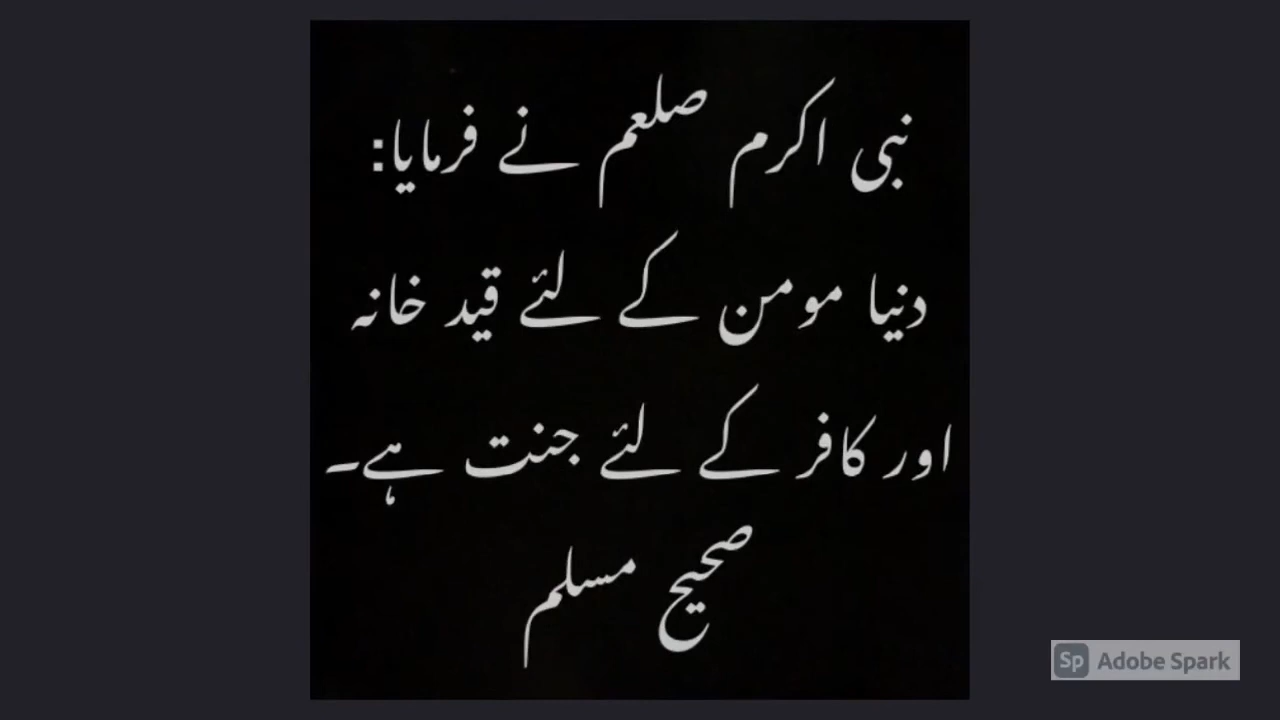 نبی اکرم صلعم نے فرمایا:
دنیا مومن کے لئے قید خانہ
اور کافر کے لئے جنت ہے۔
صحیح مسلم
Sp Adobe Spark